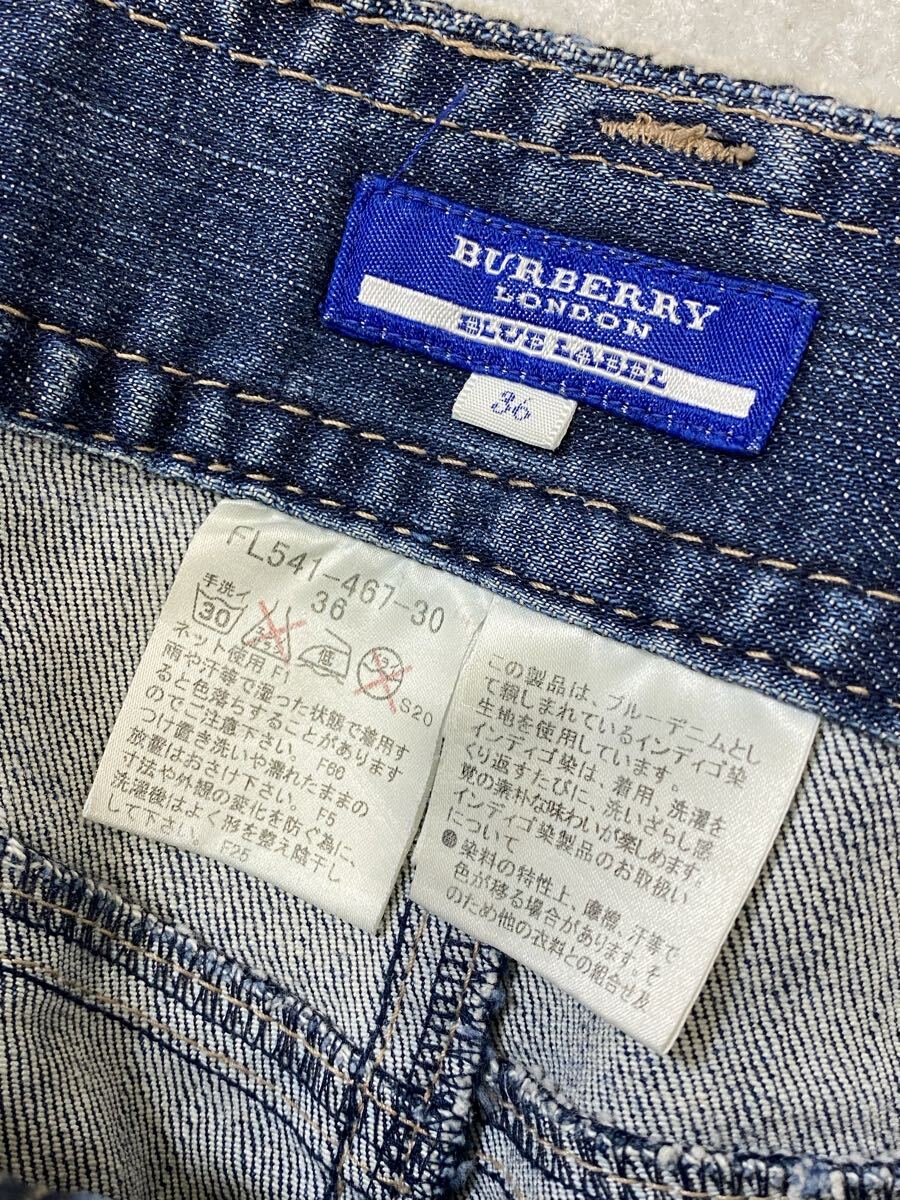 BURBERRY
LONDON
BLUE LABEL
36
FL541-467-30
36
手洗イ
30
低
S20
ネット使用 F1
雨や汗等で湿った状態で着用す
ると色落ちすることがあります
のでご注意下さい。 F66
つけ置き洗いや濡れたままの
放置はおさけ下さい。 F5
寸法や外観の変化を防ぐ為に、
洗濯後はよく形を整え陰干し
して下さい。 F25
この製品は、ブルーデニムとし
て親しまれているインディゴ染
生地を使用しています。
インディゴ染は、着用、洗濯を
くり返すたびに、洗いざらし感
覚の素朴な味わいが楽しめます。
インディゴ染製品のお取扱い
について
染料の特性上、摩擦、汗等で
色が移る場合があります。そ
のため他の衣料との組合せ及